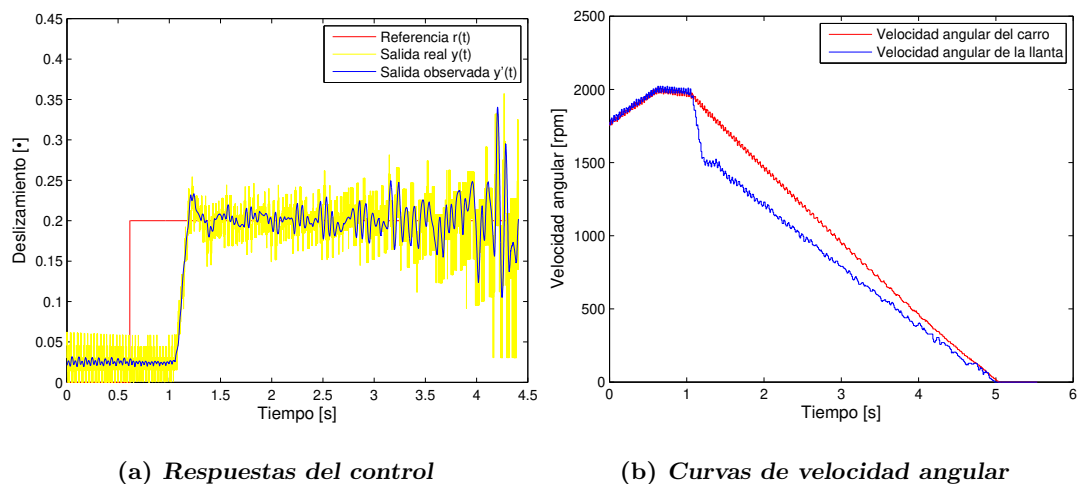 0.45
0.4
0.35
0.3
0.25
0.2
0.15
0.1
0.05
0
0 0.5 1 1.5 2 2.5 3 3.5 4 4.5
Deslizamiento [•]
Tiempo [s]
Referencia r(t)
Salida real y(t)
Salida observada y'(t)
(a) Respuestas del control
2500
2000
1500
1000
500
0
0 1 2 3 4 5 6
Velocidad angular [rpm]
Tiempo [s]
Velocidad angular del carro
Velocidad angular de la llanta
(b) Curvas de velocidad angular